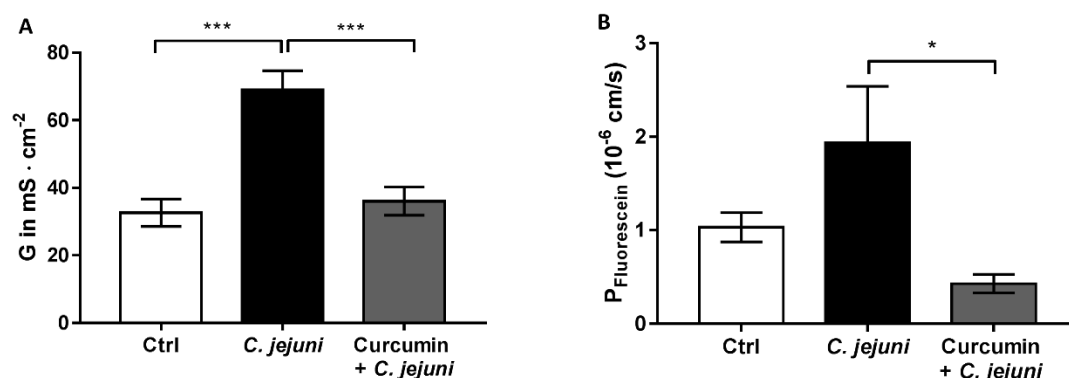 A
***
***
80
60
40
20
0
G in mS · cm-2
Ctrl
C. jejuni
Curcumin
+ C. jejuni
B
*
3
2
1
0
PFluorescein (10-6 cm/s)
Ctrl
C. jejuni
Curcumin
+ C. jejuni